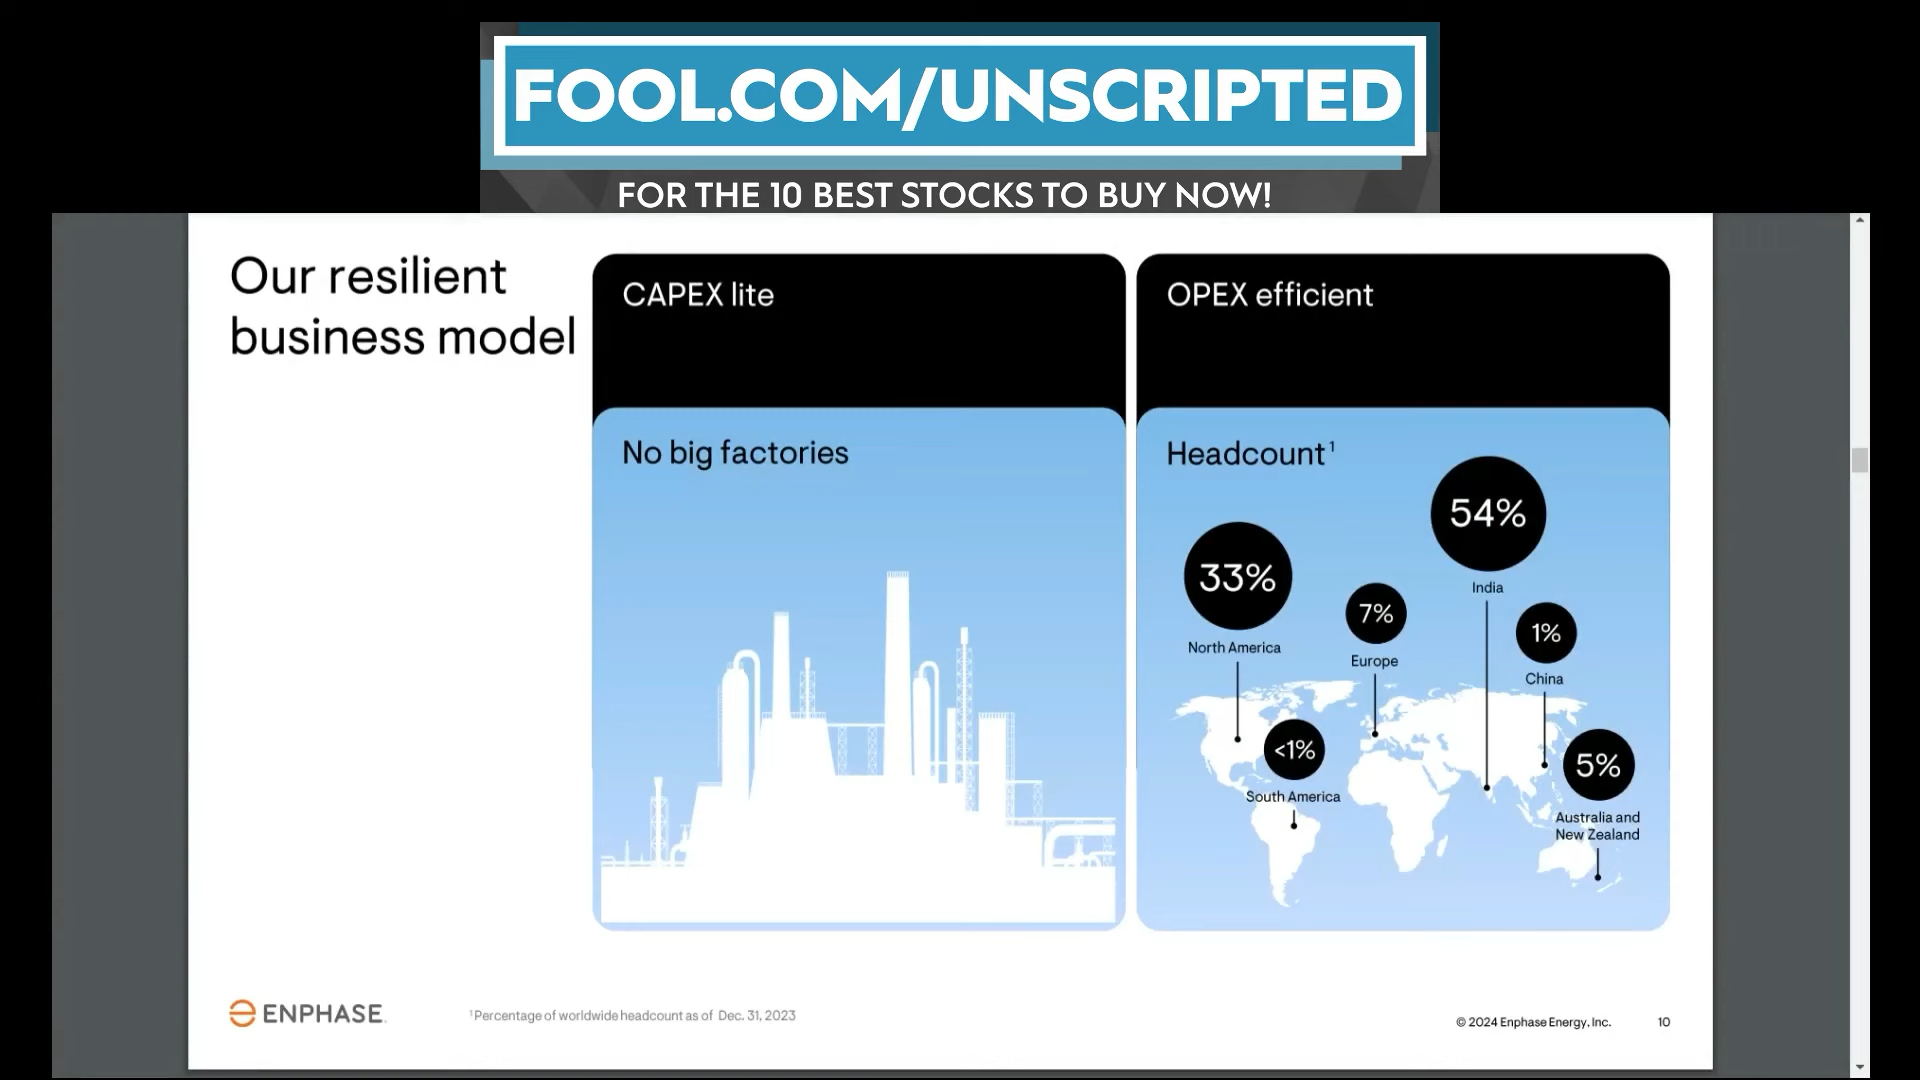 FOOL.COM/UNSCRIPTED
FOR THE 10 BEST STOCKS TO BUY NOW!
Our resilient
business model
CAPEX lite
No big factories
OPEX efficient
Headcount¹
54%
India
33%
North America
7%
Europe
1%
China
<1%
South America
5%
Australia and
New Zealand
ENPHASE
¹Percentage of worldwide headcount as of Dec. 31, 2023
© 2024 Enphase Energy, Inc.
10